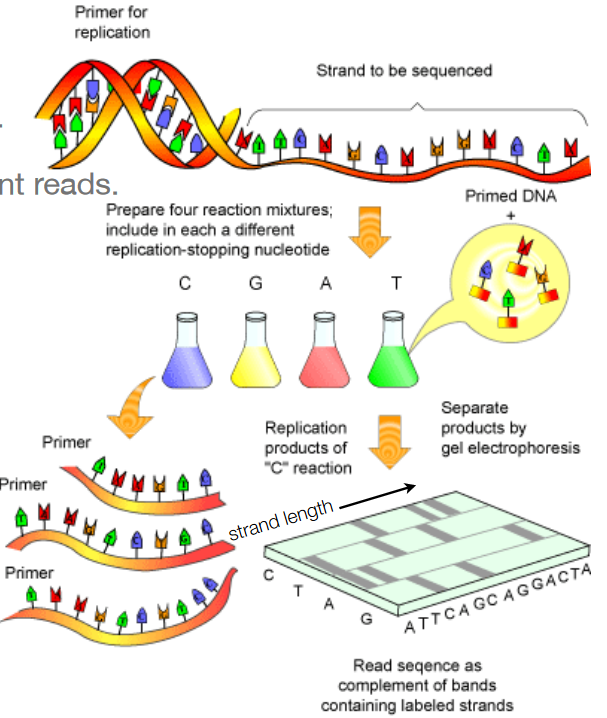 Primer for
replication
Strand to be sequenced
nt reads.
Primed DNA
+
Prepare four reaction mixtures;
include in each a different
replication-stopping nucleotide
C G A T
Replication
products of
"C" reaction
Separate
products by
gel electrophoresis
Primer
Primer
Primer
strand length
C T A G
ATTCAGCAGGACTA
Read seqence as
complement of bands
containing labeled strands